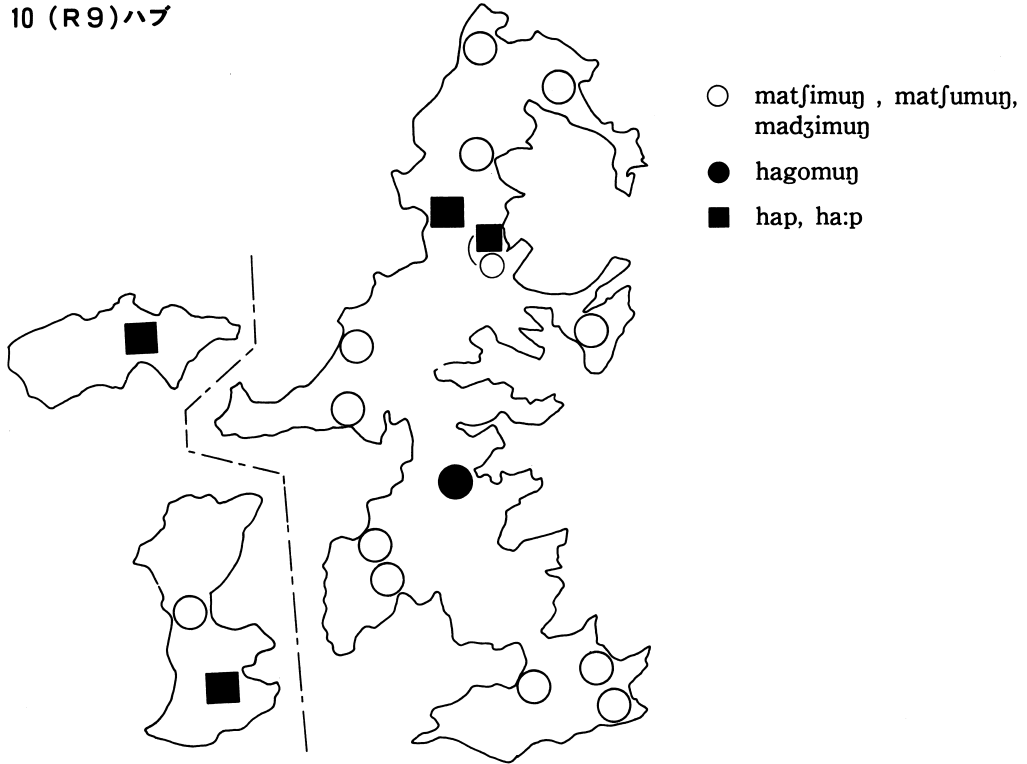 10 (R9)ハブ
matʃimuŋ , matʃumuŋ,
madʒimuŋ
hagomuŋ
hap, ha:p